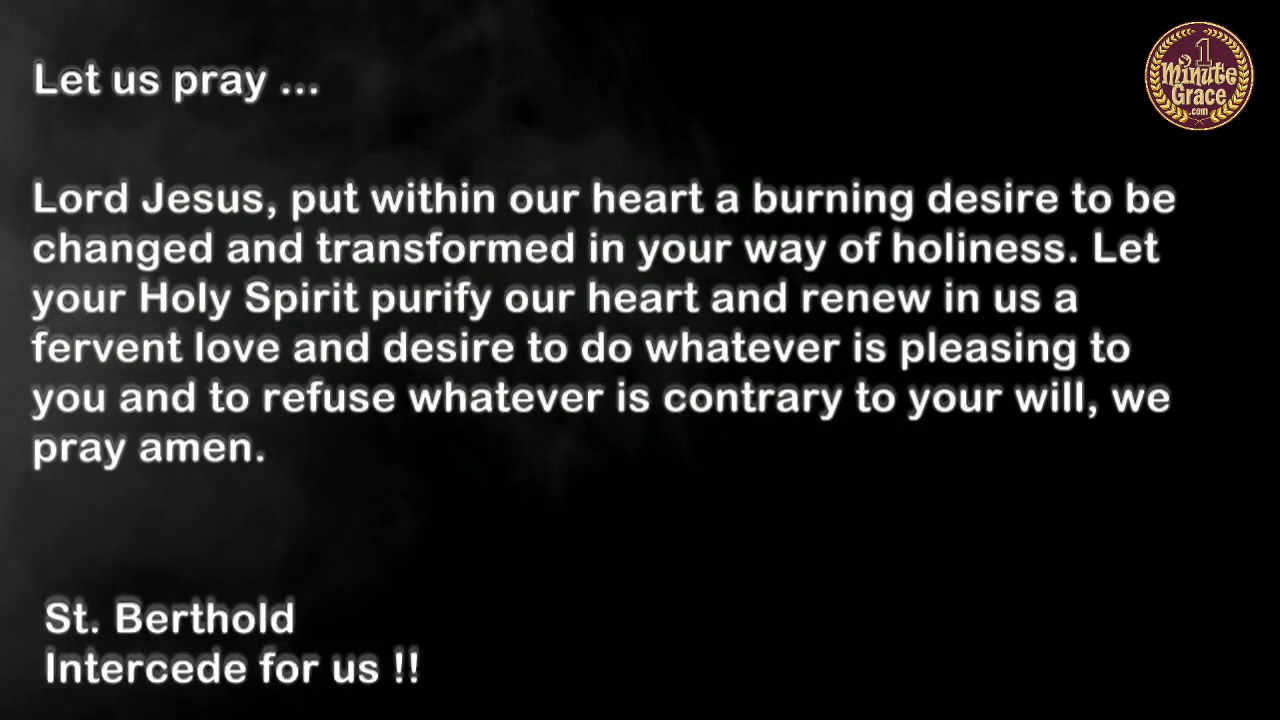 Let us pray ...
1
Minute
Grace
.com
Lord Jesus, put within our heart a burning desire to be
changed and transformed in your way of holiness. Let
your Holy Spirit purify our heart and renew in us a
fervent love and desire to do whatever is pleasing to
you and to refuse whatever is contrary to your will, we
pray amen.
St. Berthold
Intercede for us !!